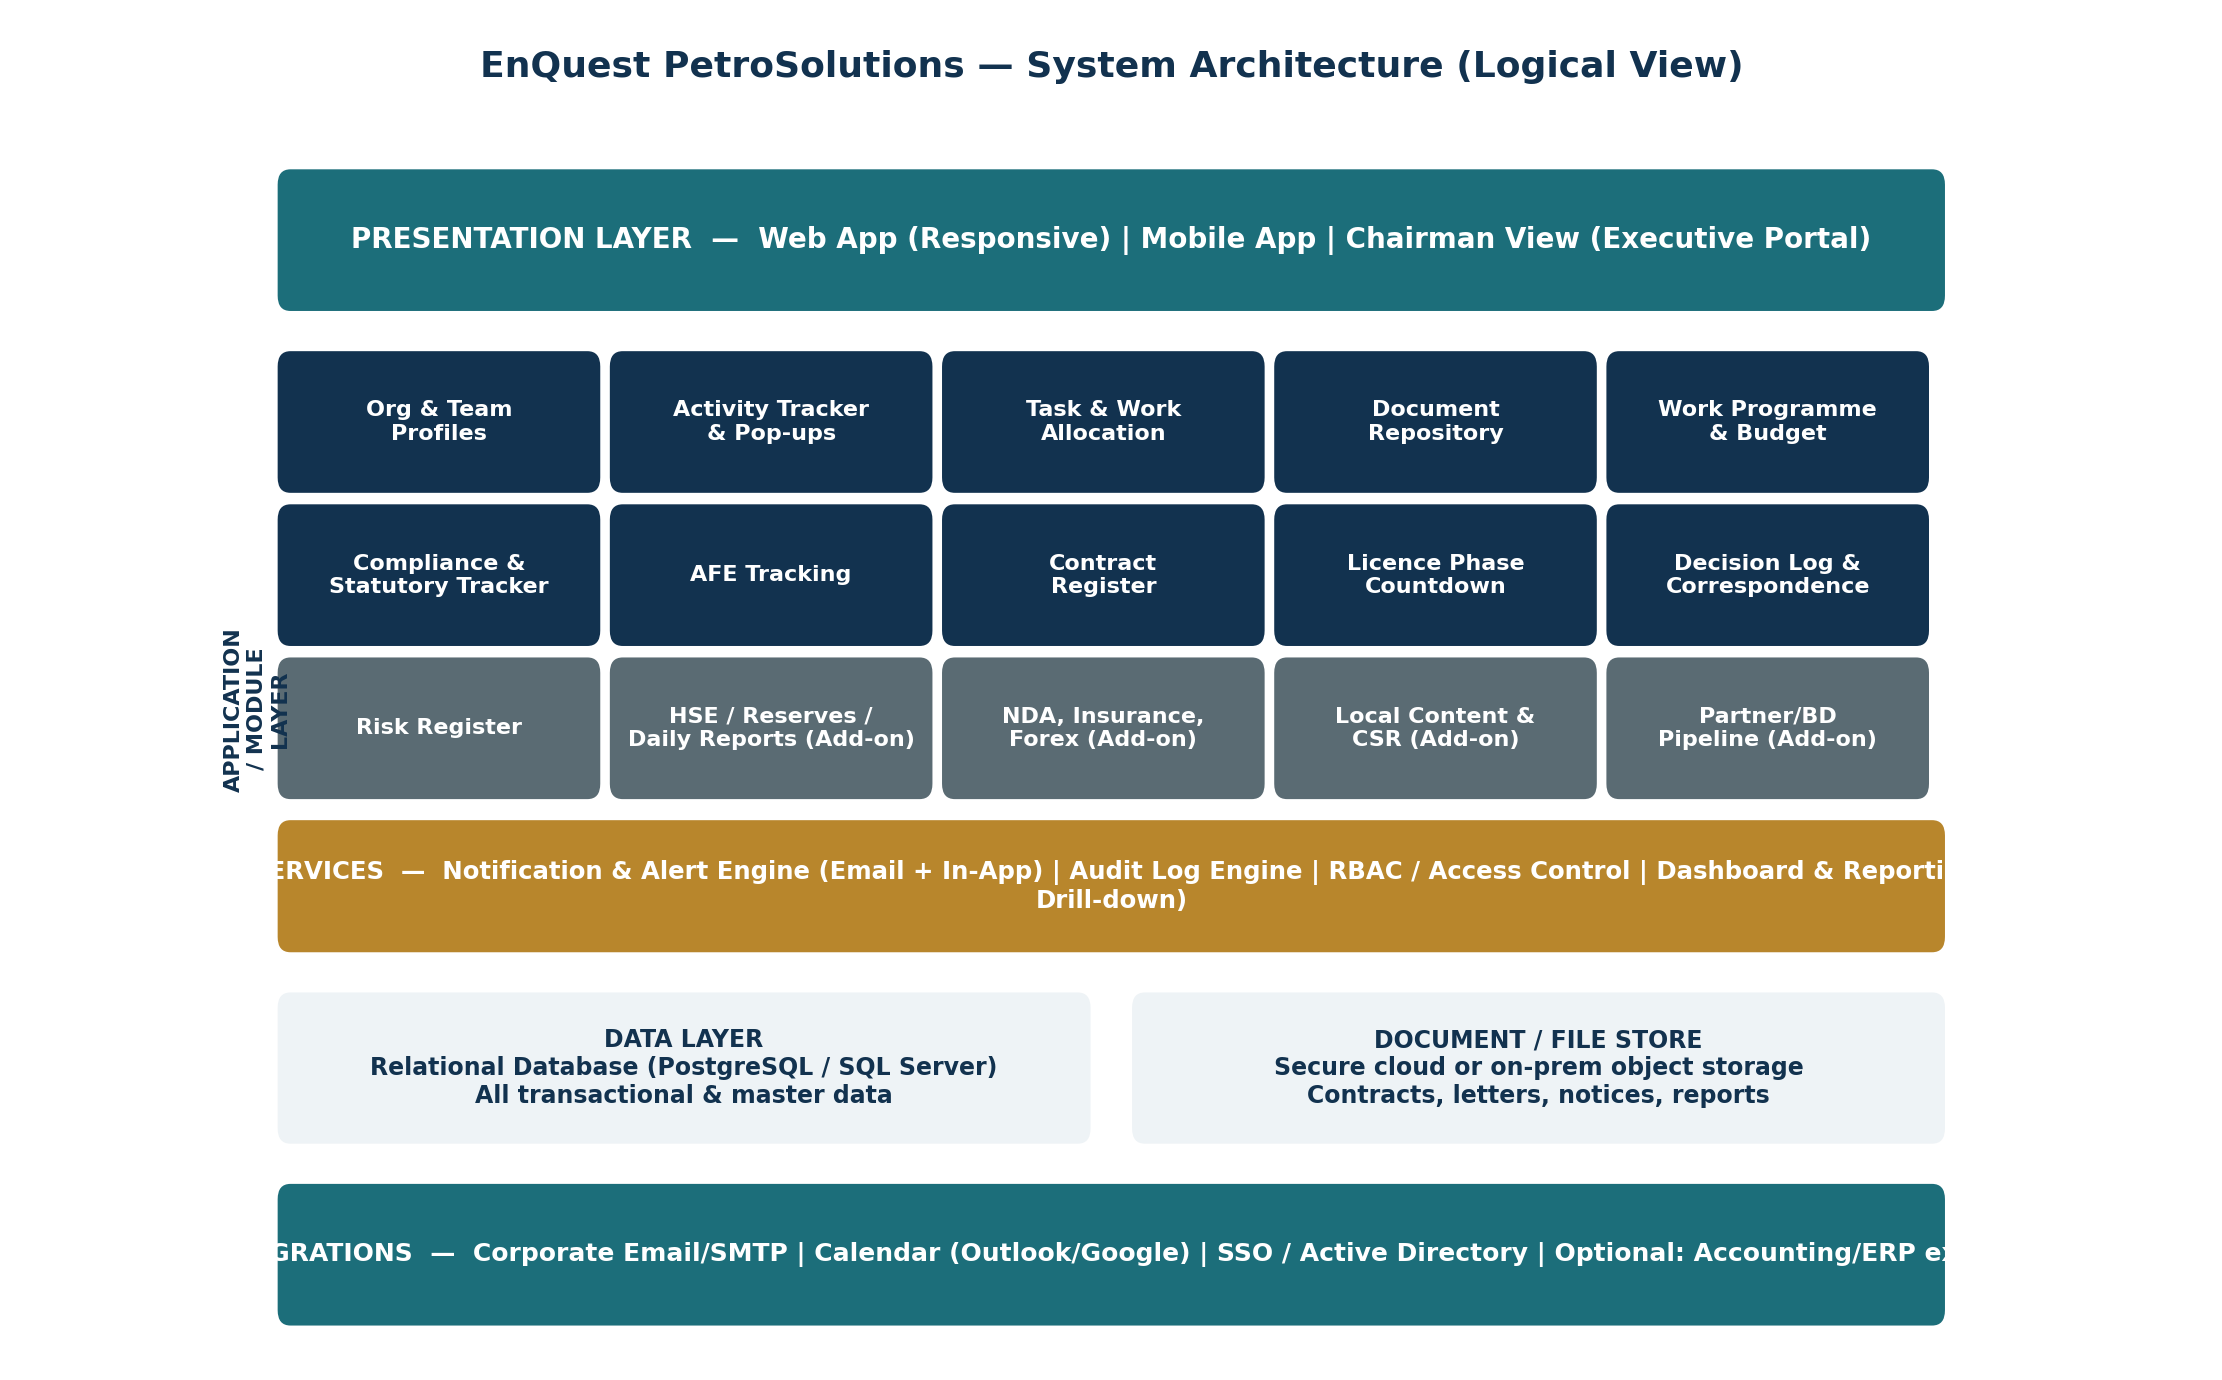 EnQuest PetroSolutions — System Architecture (Logical View)
PRESENTATION LAYER — Web App (Responsive) | Mobile App | Chairman View (Executive Portal)
Org & Team
Profiles
Activity Tracker
& Pop-ups
Task & Work
Allocation
Document
Repository
Work Programme
& Budget
Compliance &
Statutory Tracker
AFE Tracking
Contract
Register
Licence Phase
Countdown
Decision Log &
Correspondence
APPLICATION
/ MODULE
LAYER
Risk Register
HSE / Reserves /
Daily Reports (Add-on)
NDA, Insurance,
Forex (Add-on)
Local Content &
CSR (Add-on)
Partner/BD
Pipeline (Add-on)
ERVICES — Notification & Alert Engine (Email + In-App) | Audit Log Engine | RBAC / Access Control | Dashboard & Reporti
Drill-down)
DATA LAYER
Relational Database (PostgreSQL / SQL Server)
All transactional & master data
DOCUMENT / FILE STORE
Secure cloud or on-prem object storage
Contracts, letters, notices, reports
GRATIONS — Corporate Email/SMTP | Calendar (Outlook/Google) | SSO / Active Directory | Optional: Accounting/ERP